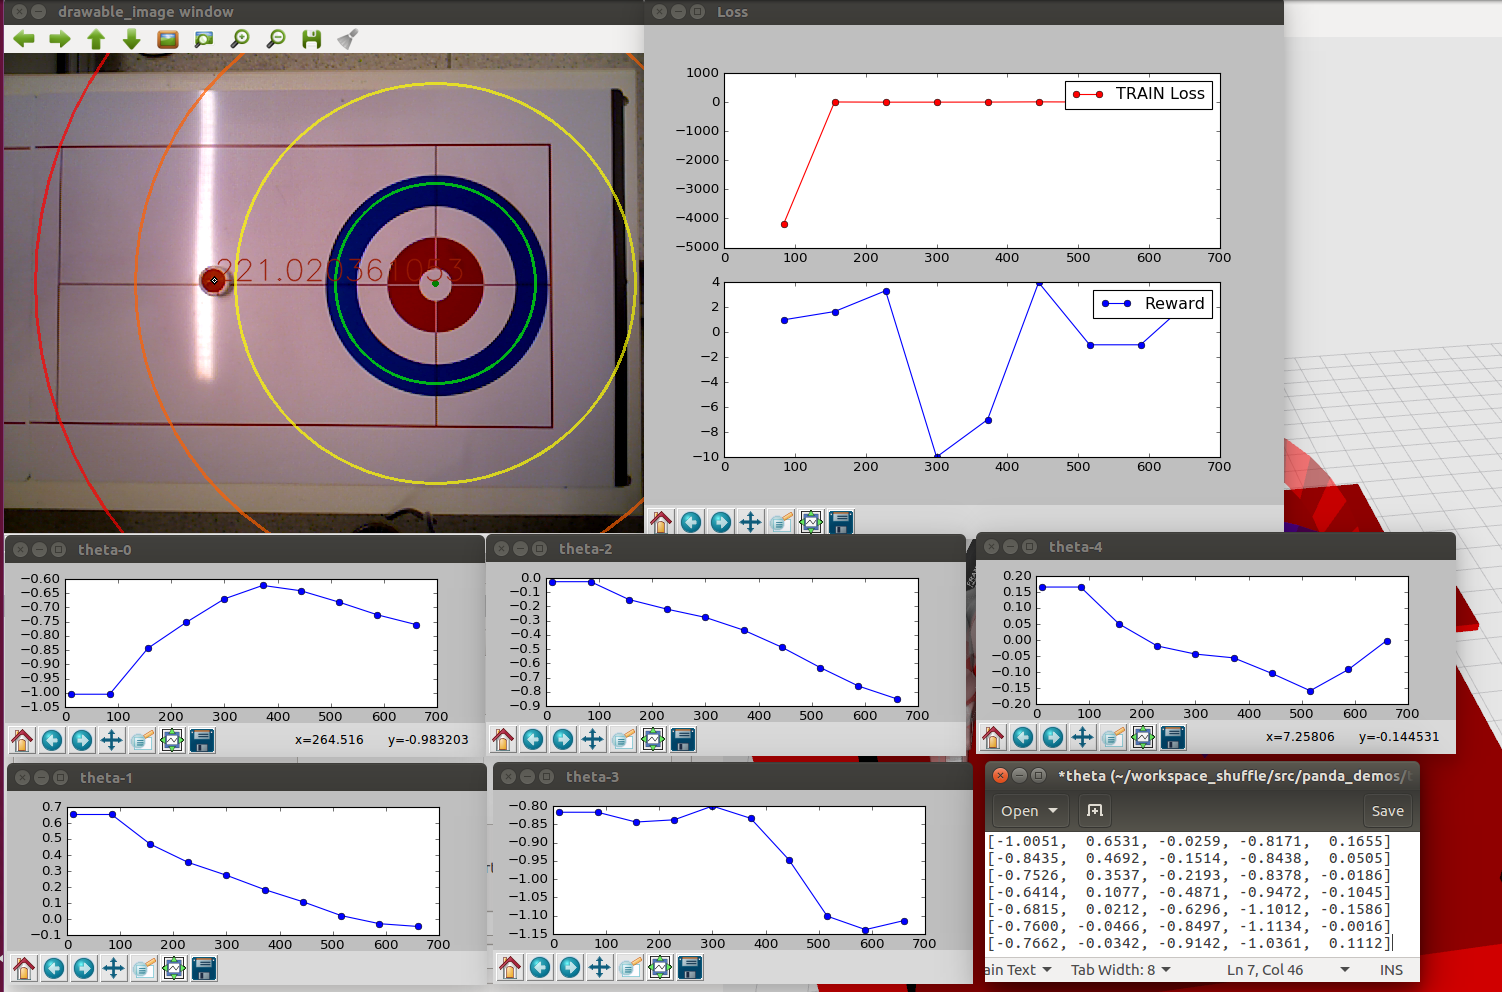 drawable_image window
221.020361053
Loss
1000
0
−1000
−2000
−3000
−4000
−5000
TRAIN Loss
0 100 200 300 400 500 600 700
4
2
0
−2
−4
−6
−8
−10
Reward
0 100 200 300 400 500 600 700
theta-0
−0.60
−0.65
−0.70
−0.75
−0.80
−0.85
−0.90
−0.95
−1.00
−1.05
0 100 200 300 400 500 600 700
x=264.516 y=-0.983203
theta-2
0.0
−0.1
−0.2
−0.3
−0.4
−0.5
−0.6
−0.7
−0.8
−0.9
0 100 200 300 400 500 600 700
theta-4
0.20
0.15
0.10
0.05
0.00
−0.05
−0.10
−0.15
−0.20
0 100 200 300 400 500 600 700
x=7.25806 y=-0.144531
theta-1
0.7
0.6
0.5
0.4
0.3
0.2
0.1
0.0
−0.1
0 100 200 300 400 500 600 700
theta-3
−0.80
−0.85
−0.90
−0.95
−1.00
−1.05
−1.10
−1.15
0 100 200 300 400 500 600 700
*theta (~/workspace_shuffle/src/panda_demos/t
Open Save
[-1.0051, 0.6531, -0.0259, -0.8171, 0.1655]
[-0.8435, 0.4692, -0.1514, -0.8438, 0.0505]
[-0.7526, 0.3537, -0.2193, -0.8378, -0.0186]
[-0.6414, 0.1077, -0.4871, -0.9472, -0.1045]
[-0.6815, 0.0212, -0.6296, -1.1012, -0.1586]
[-0.7600, -0.0466, -0.8497, -1.1134, -0.0016]
[-0.7662, -0.0342, -0.9142, -1.0361, 0.1112]
ain Text Tab Width: 8 Ln 7, Col 46 INS